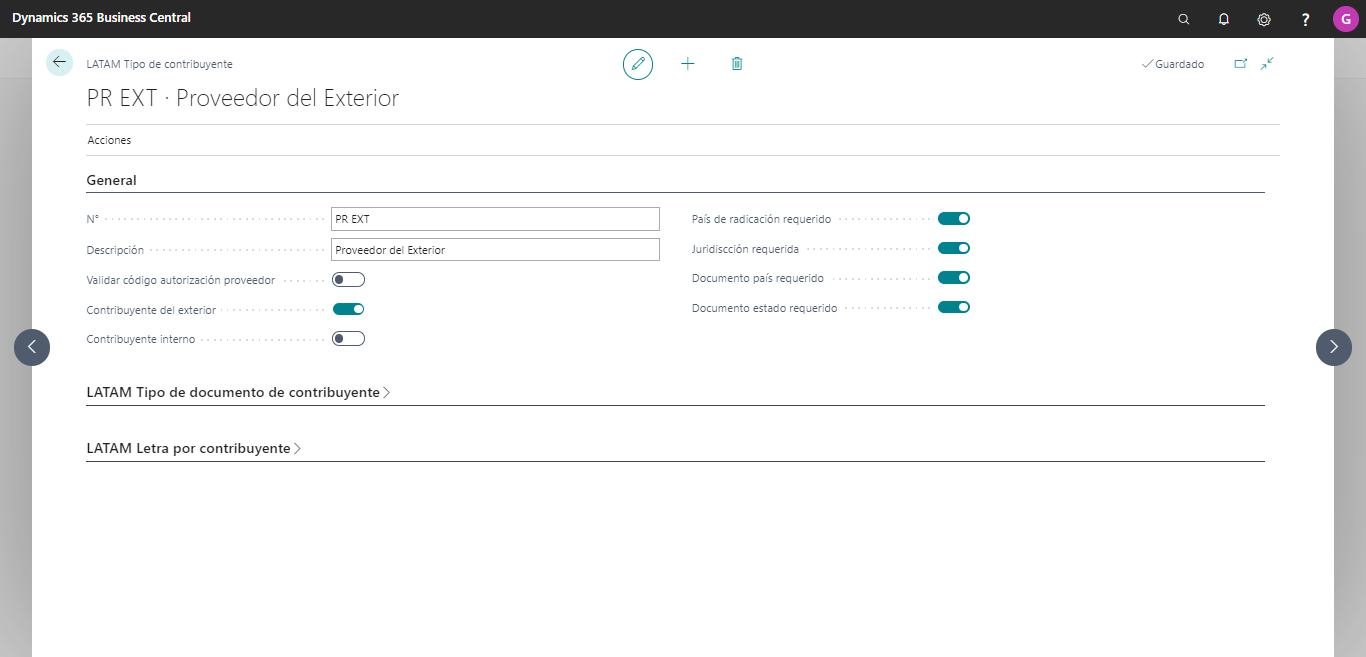 Dynamics 365 Business Central
?
G
LATAM Tipo de contribuyente
Guardado
PR EXT · Proveedor del Exterior
Acciones
General
N°
PR EXT
Descripción
Proveedor del Exterior
Validar código autorización proveedor
Contribuyente del exterior
Contribuyente interno
País de radicación requerido
Juridiscción requerida
Documento país requerido
Documento estado requerido
LATAM Tipo de documento de contribuyente
LATAM Letra por contribuyente